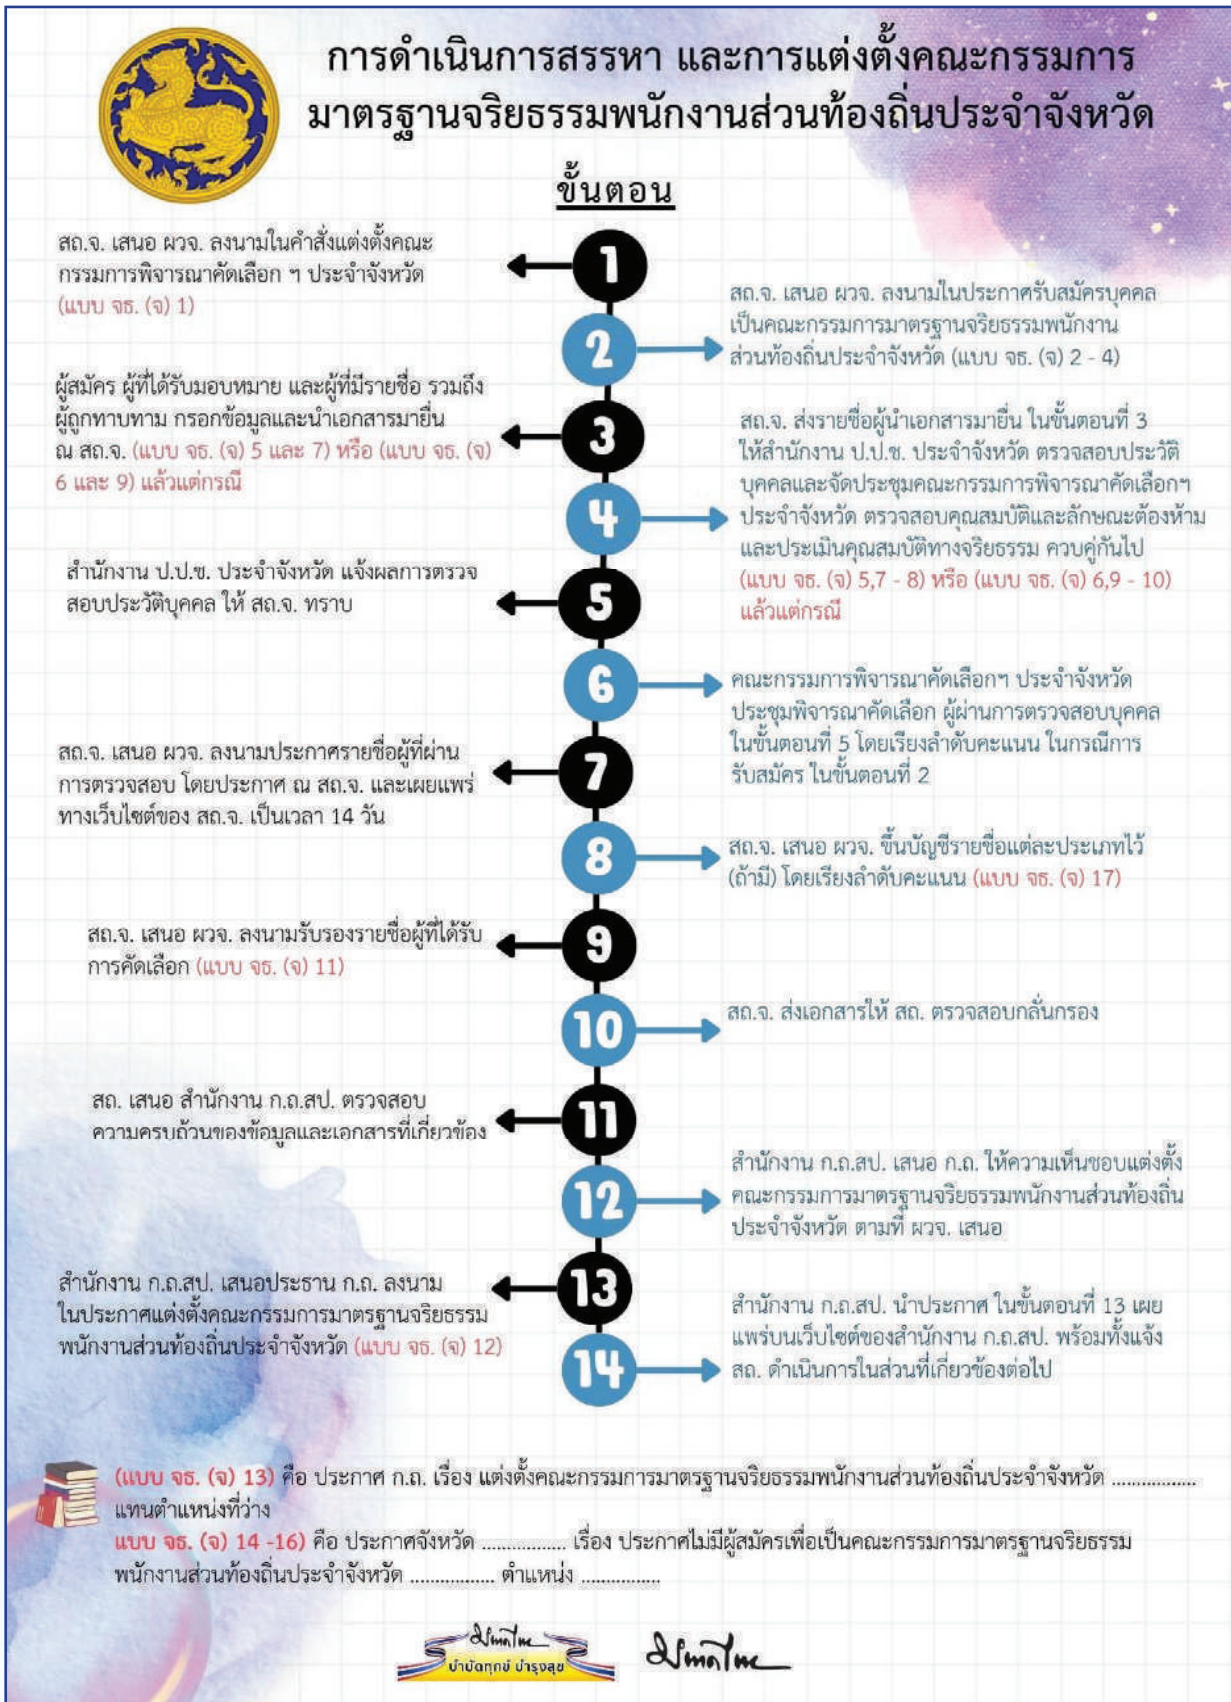 การดำเนินการสรรหา และการแต่งตั้งคณะกรรมการ
มาตรฐานจริยธรรมพนักงานส่วนท้องถิ่นประจำจังหวัด
ขั้นตอน
1
สถ.จ. เสนอ ผวจ. ลงนามในคำสั่งแต่งตั้งคณะ
กรรมการพิจารณาคัดเลือก ฯ ประจำจังหวัด
(แบบ จธ. (จ) 1)
2
สถ.จ. เสนอ ผวจ. ลงนามในประกาศรับสมัครบุคคล
เป็นคณะกรรมการมาตรฐานจริยธรรมพนักงาน
ส่วนท้องถิ่นประจำจังหวัด (แบบ จธ. (จ) 2 - 4)
3
ผู้สมัคร ผู้ที่ได้รับมอบหมาย และผู้ที่มีรายชื่อ รวมถึง
ผู้ถูกทาบทาม กรอกข้อมูลและนำเอกสารมายื่น
ณ สถ.จ. (แบบ จธ. (จ) 5 และ 7) หรือ (แบบ จธ. (จ)
6 และ 9) แล้วแต่กรณี
4
สถ.จ. ส่งรายชื่อผู้นำเอกสารมายื่น ในขั้นตอนที่ 3
ให้สำนักงาน ป.ป.ช. ประจำจังหวัด ตรวจสอบประวัติ
บุคคลและจัดประชุมคณะกรรมการพิจารณาคัดเลือกฯ
ประจำจังหวัด ตรวจสอบคุณสมบัติและลักษณะต้องห้าม
และประเมินคุณสมบัติทางจริยธรรม ควบคู่กันไป
(แบบ จธ. (จ) 5,7 - 8) หรือ (แบบ จธ. (จ) 6,9 - 10)
แล้วแต่กรณี
5
สำนักงาน ป.ป.ช. ประจำจังหวัด แจ้งผลการตรวจ
สอบประวัติบุคคล ให้ สถ.จ. ทราบ
6
คณะกรรมการพิจารณาคัดเลือกฯ ประจำจังหวัด
ประชุมพิจารณาคัดเลือก ผู้ผ่านการตรวจสอบบุคคล
ในขั้นตอนที่ 5 โดยเรียงลำดับคะแนน ในกรณีการ
รับสมัคร ในขั้นตอนที่ 2
7
สถ.จ. เสนอ ผวจ. ลงนามประกาศรายชื่อผู้ที่ผ่าน
การตรวจสอบ โดยประกาศ ณ สถ.จ. และเผยแพร่
ทางเว็บไซต์ของ สถ.จ. เป็นเวลา 14 วัน
8
สถ.จ. เสนอ ผวจ. ขึ้นบัญชีรายชื่อแต่ละประเภทไว้
(ถ้ามี) โดยเรียงลำดับคะแนน (แบบ จธ. (จ) 17)
9
สถ.จ. เสนอ ผวจ. ลงนามรับรองรายชื่อผู้ที่ได้รับ
การคัดเลือก (แบบ จธ. (จ) 11)
10
สถ.จ. ส่งเอกสารให้ สถ. ตรวจสอบกลั่นกรอง
11
สถ. เสนอ สำนักงาน ก.ถ.สป. ตรวจสอบ
ความครบถ้วนของข้อมูลและเอกสารที่เกี่ยวข้อง
12
สำนักงาน ก.ถ.สป. เสนอ ก.ถ. ให้ความเห็นชอบแต่งตั้ง
คณะกรรมการมาตรฐานจริยธรรมพนักงานส่วนท้องถิ่น
ประจำจังหวัด ตามที่ ผวจ. เสนอ
13
สำนักงาน ก.ถ.สป. เสนอประธาน ก.ถ. ลงนาม
ในประกาศแต่งตั้งคณะกรรมการมาตรฐานจริยธรรม
พนักงานส่วนท้องถิ่นประจำจังหวัด (แบบ จธ. (จ) 12)
14
สำนักงาน ก.ถ.สป. นำประกาศ ในขั้นตอนที่ 13 เผย
แพร่บนเว็บไซต์ของสำนักงาน ก.ถ.สป. พร้อมทั้งแจ้ง
สถ. ดำเนินการในส่วนที่เกี่ยวข้องต่อไป
(แบบ จธ. (จ) 13) คือ ประกาศ ก.ถ. เรื่อง แต่งตั้งคณะกรรมการมาตรฐานจริยธรรมพนักงานส่วนท้องถิ่นประจำจังหวัด ................
แทนตำแหน่งที่ว่าง
แบบ จธ. (จ) 14 -16) คือ ประกาศจังหวัด ................ เรื่อง ประกาศไม่มีผู้สมัครเพื่อเป็นคณะกรรมการมาตรฐานจริยธรรม
พนักงานส่วนท้องถิ่นประจำจังหวัด ................ ตำแหน่ง ...............
บำบัดทุกข์ บำรุงสุข